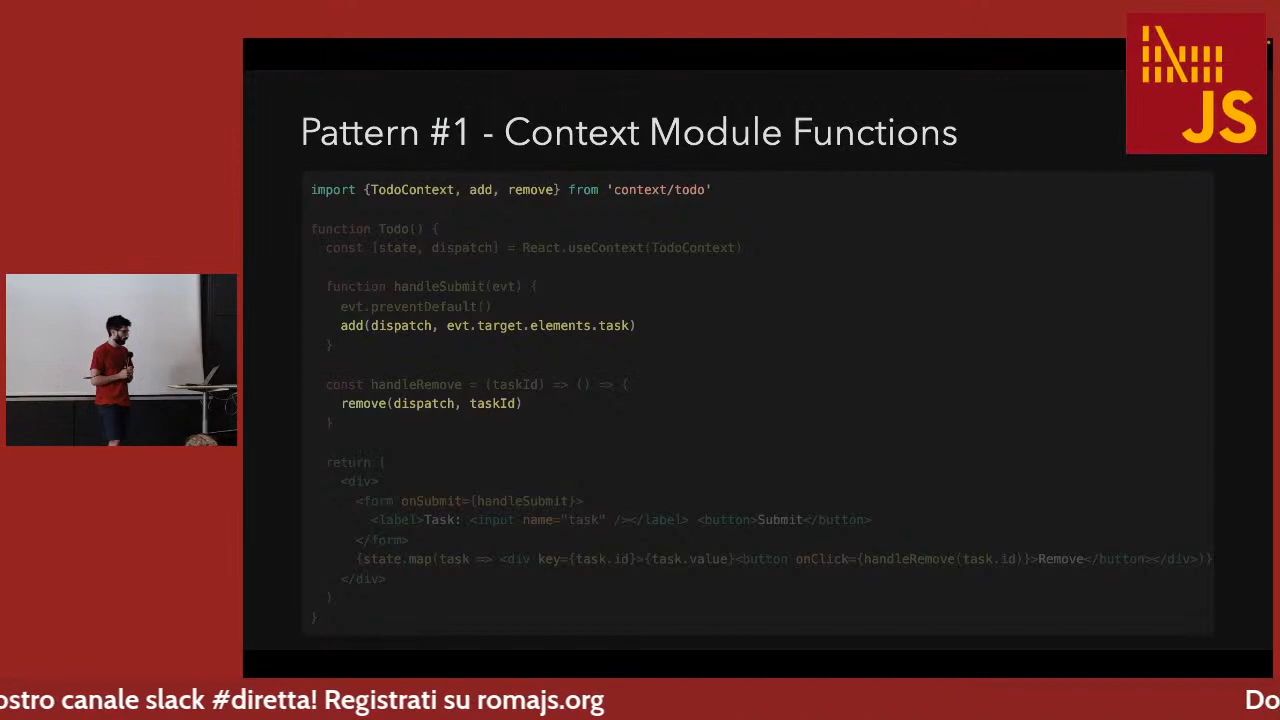 JS
Pattern #1 - Context Module Functions
import {TodoContext, add, remove} from 'context/todo'
function Todo() {
const [state, dispatch] = React.useContext(TodoContext)
function handleSubmit(evt) {
evt.preventDefault()
add(dispatch, evt.target.elements.task)
}
const handleRemove = (taskId) => () => {
remove(dispatch, taskId)
}
return (
<div>
<form onSubmit={handleSubmit}>
<label>Task: <input name="task" /></label> <button>Submit</button>
</form>
{state.map(task => <div key={task.id}>{task.value}<button onClick={handleRemove(task.id)}>Remove</button></div>)}
</div>
)
}
ostro canale slack #diretta! Registrati su romajs.org
Do